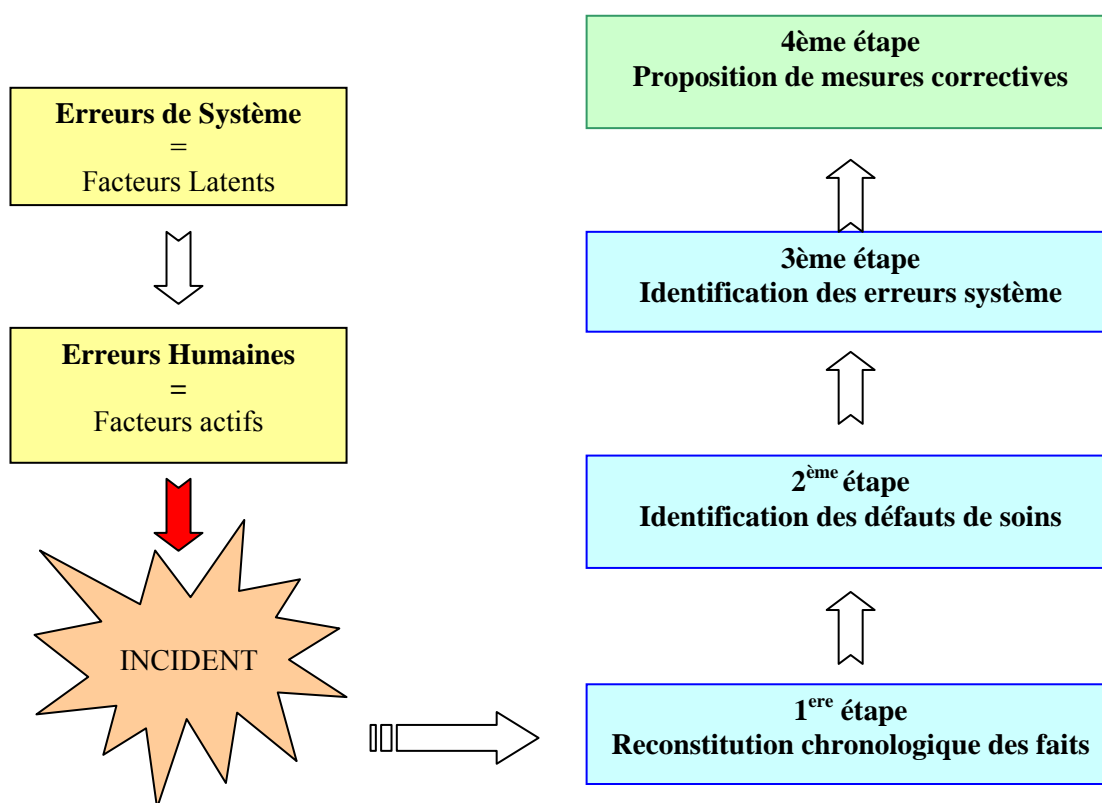 Erreurs de Système
=
Facteurs Latents
Erreurs Humaines
=
Facteurs actifs
INCIDENT
4ème étape
Proposition de mesures correctives
3ème étape
Identification des erreurs système
2ème étape
Identification des défauts de soins
1ere étape
Reconstitution chronologique des faits